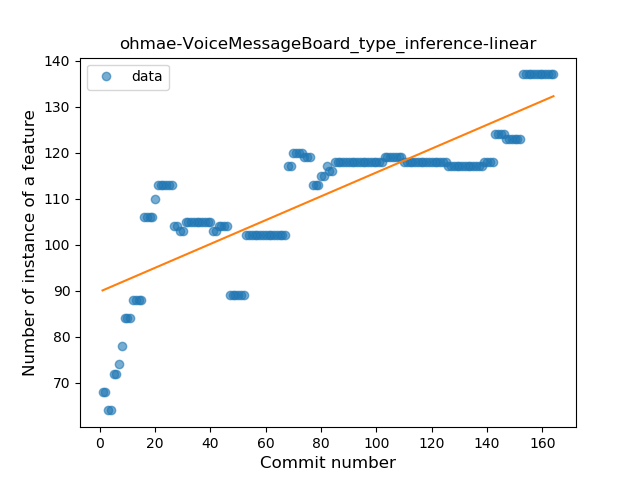 ohmae-VoiceMessageBoard_type_inference-linear
data
Number of instance of a feature
140
130
120
110
100
90
80
70
0 20 40 60 80 100 120 140 160
Commit number